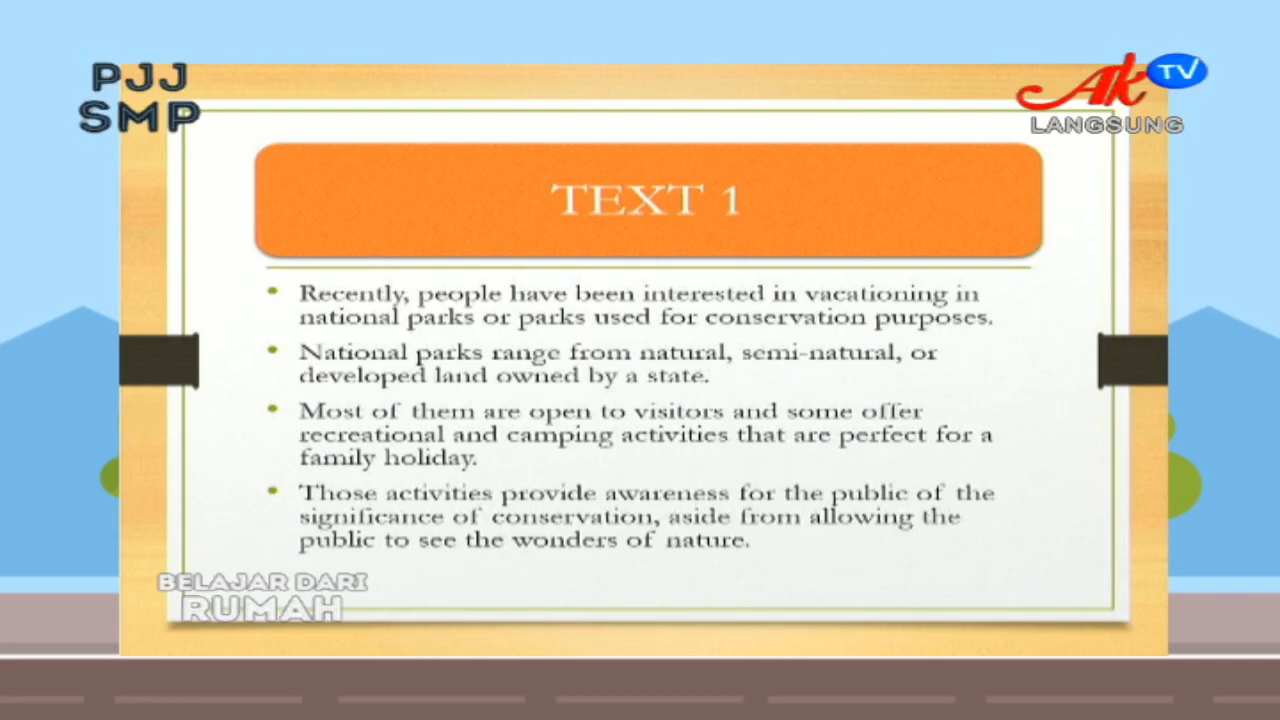 PJJ
SMP
Ak TV
LANGSUNG
TEXT 1
• Recently, people have been interested in vacationing in
national parks or parks used for conservation purposes.
• National parks range from natural, semi-natural, or
developed land owned by a state.
• Most of them are open to visitors and some offer
recreational and camping activities that are perfect for a
family holiday.
• Those activities provide awareness for the public of the
significance of conservation, aside from allowing the
public to see the wonders of nature.
BELAJAR DARI
RUMAH